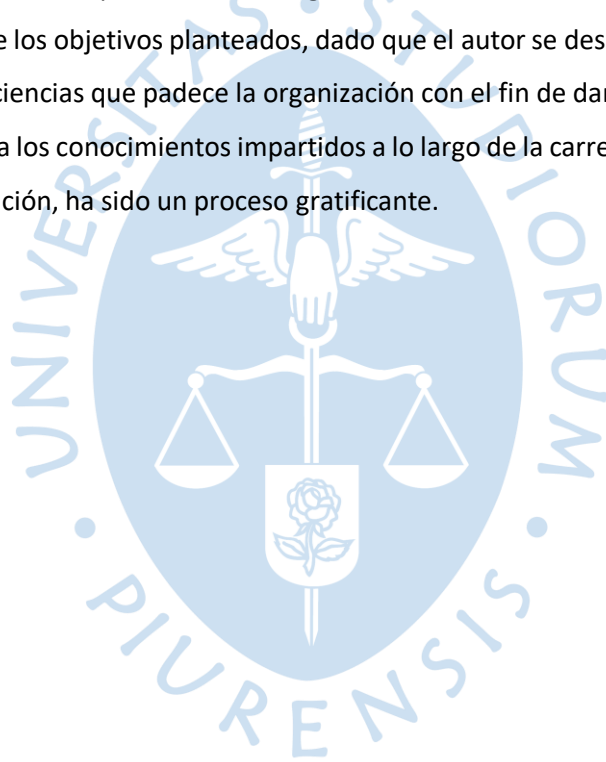 e los objetivos planteados, dado que el autor se des
ciencias que padece la organización con el fin de dar
a los conocimientos impartidos a lo largo de la carre
ción, ha sido un proceso gratificante.
UNIVERSITAS • STUDIORUM
• PIURENSIS •